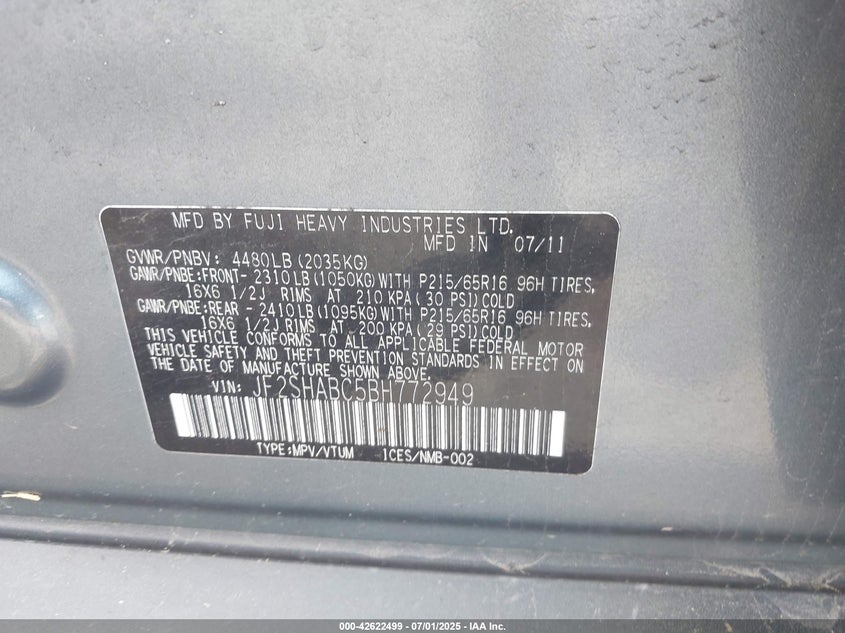 MFD BY FUJI HEAVY INDUSTRIES LTD.
MFD IN 07/11
GVWR/PNBV: 4480LB (2035KG)
GAWR/PNBE:FRONT- 2310LB (1050KG) WITH P215/65R16 96H TIRES,
16X6 1/2J RIMS AT 210 KPA (30 PSI) COLD
GAWR/PNBE:REAR - 2410LB (1095KG) WITH P215/65R16 96H TIRES,
16X6 1/2J RIMS AT 200 KPA (29 PSI) COLD
THIS VEHICLE CONFORMS TO ALL APPLICABLE FEDERAL MOTOR
VEHICLE SAFETY AND THEFT PREVENTION STANDARDS IN EFFECT ON
THE DATE OF MANUFACTURE SHOWN ABOVE.
VIN: JF2SHABC5BH772949
TYPE:MPV/VTUM ICES/NMB-002
000-42622499 - 07/01/2025 - IAA Inc.